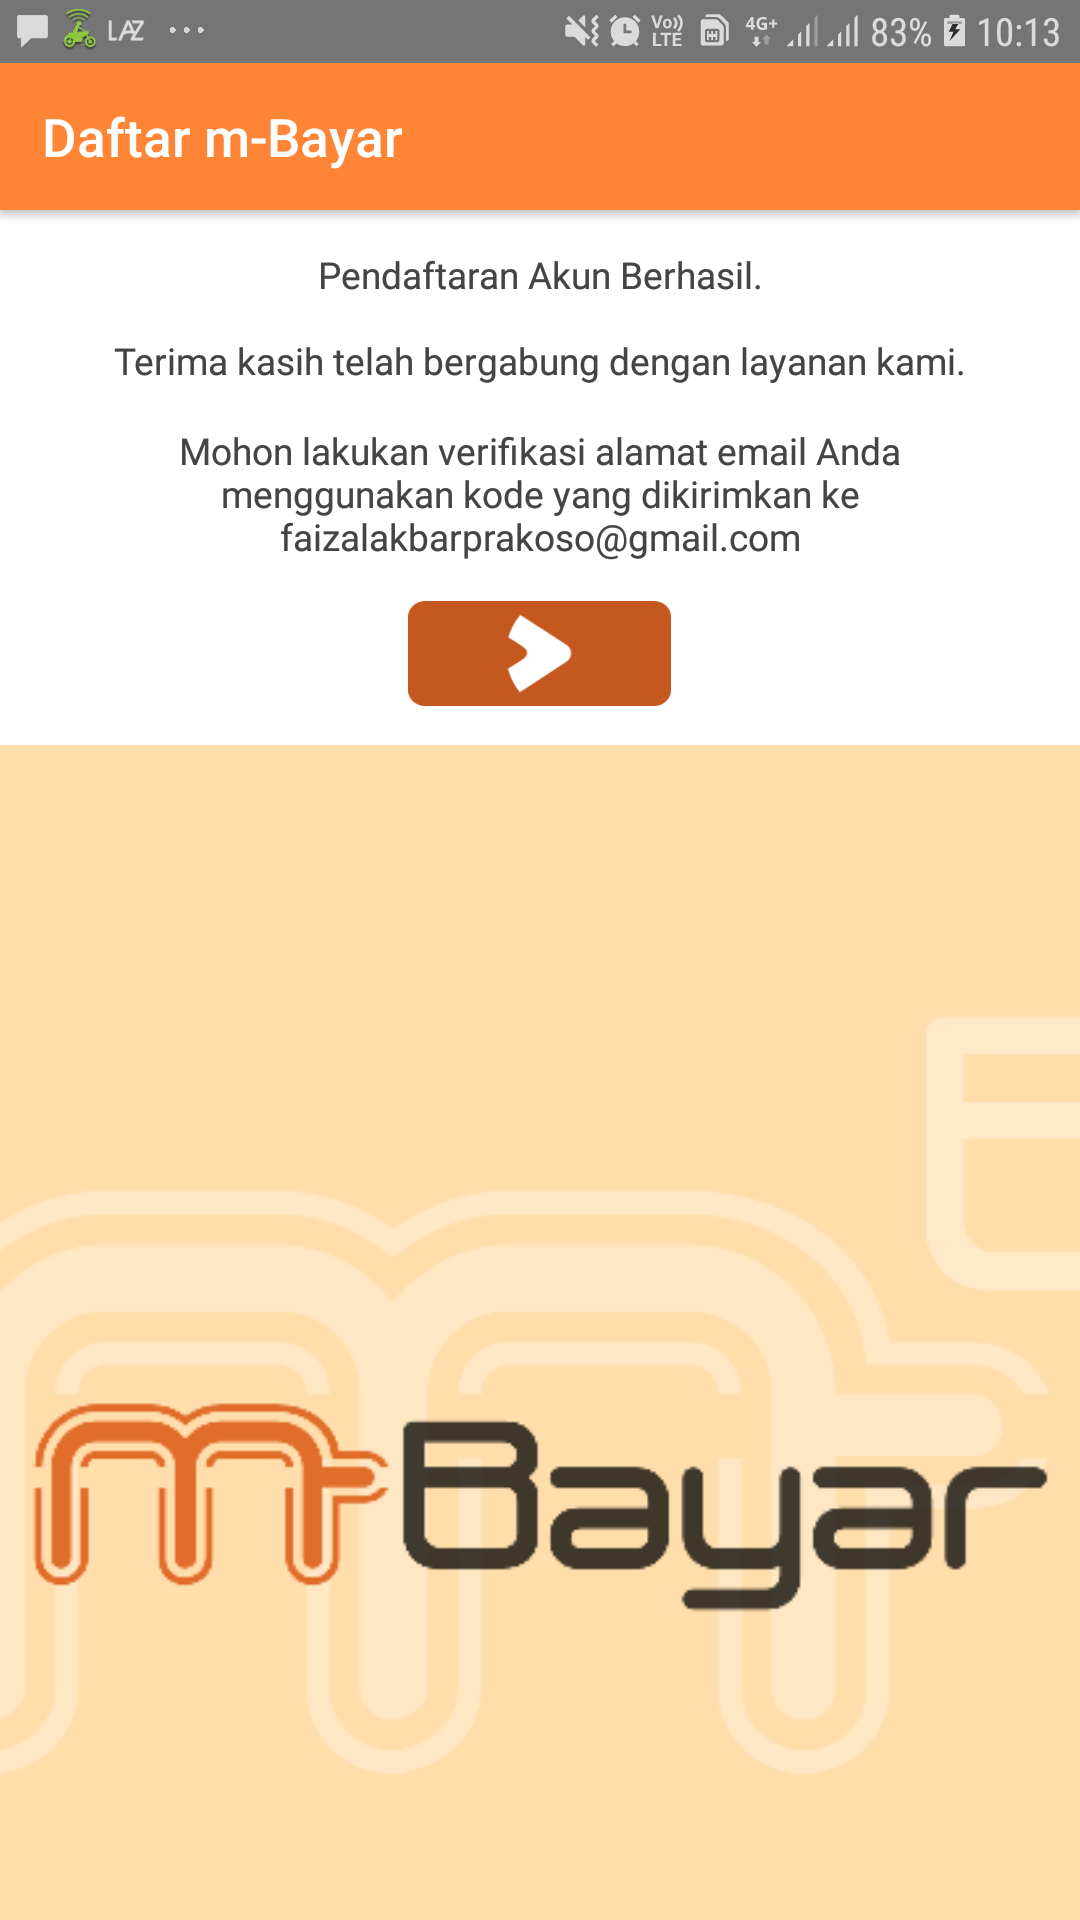 LAZ
Vo))
LTE
4G+
83%
10:13
Daftar m-Bayar
Pendaftaran Akun Berhasil.
Terima kasih telah bergabung dengan layanan kami.
Mohon lakukan verifikasi alamat email Anda
menggunakan kode yang dikirimkan ke
faizalakbarprakoso@gmail.com
m Bayar